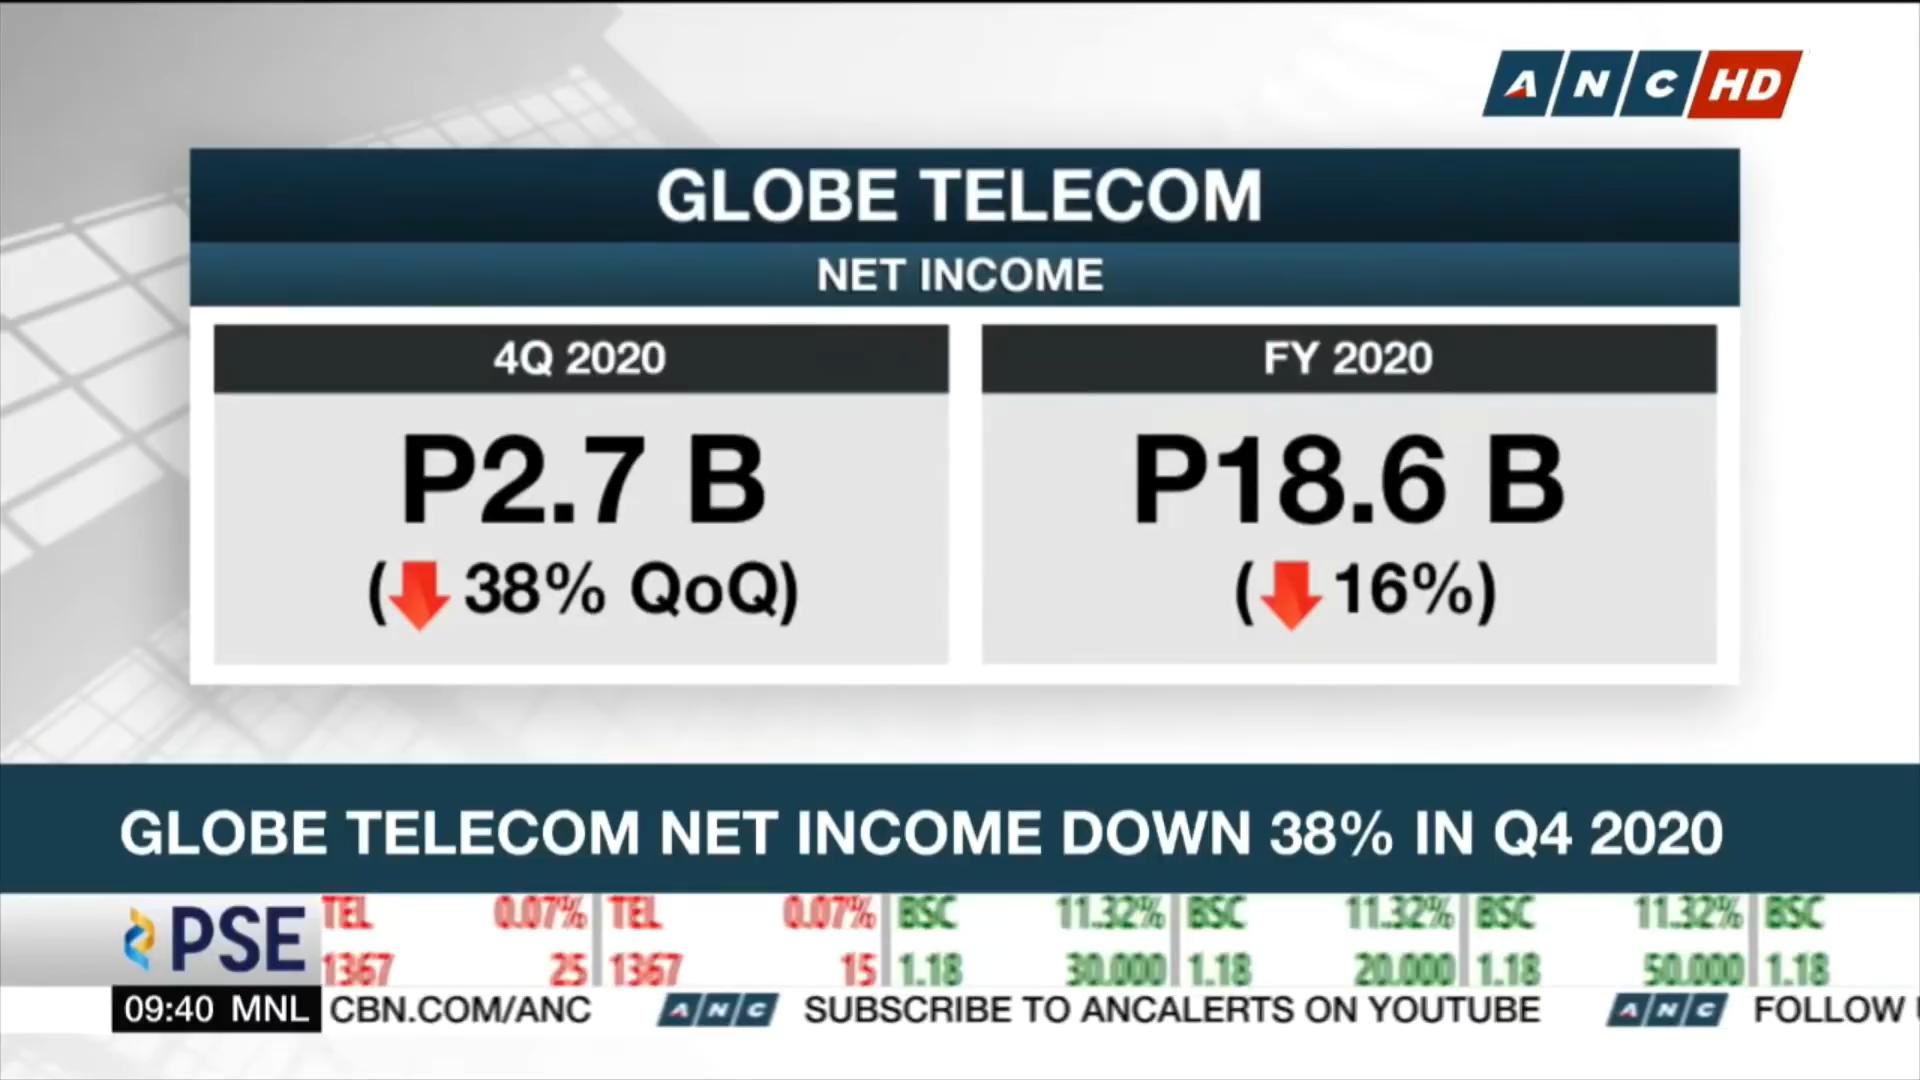 ANC HD
GLOBE TELECOM
NET INCOME
4Q 2020
P2.7 B
(38% QoQ)
FY 2020
P18.6 B
(16%)
GLOBE TELECOM NET INCOME DOWN 38% IN Q4 2020
PSE
TEL 0.07% TEL 0.07% BSC 11.32% BSC 11.32% BSC 11.32% BSC
1367 25 1367 15 1.18 30.000 1.18 20.000 1.18 50.000 1.18
09:40 MNL CBN.COM/ANC ANC SUBSCRIBE TO ANCALERTS ON YOUTUBE ANC FOLLOW